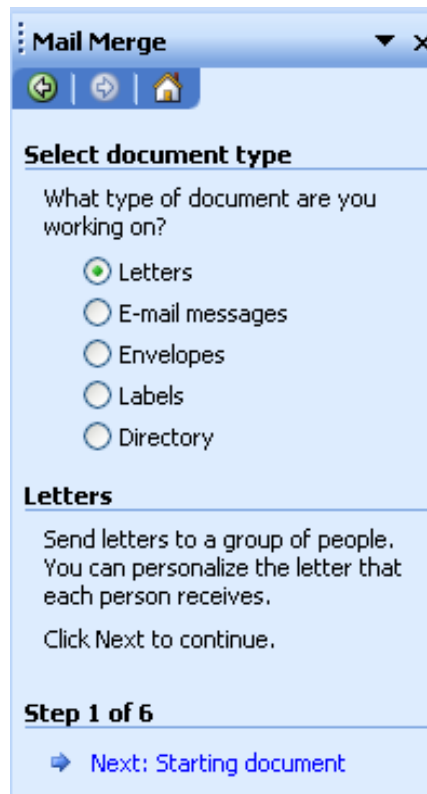 Mail Merge
Select document type
What type of document are you
working on?
Letters
E-mail messages
Envelopes
Labels
Directory
Letters
Send letters to a group of people.
You can personalize the letter that
each person receives.
Click Next to continue.
Step 1 of 6
Next: Starting document